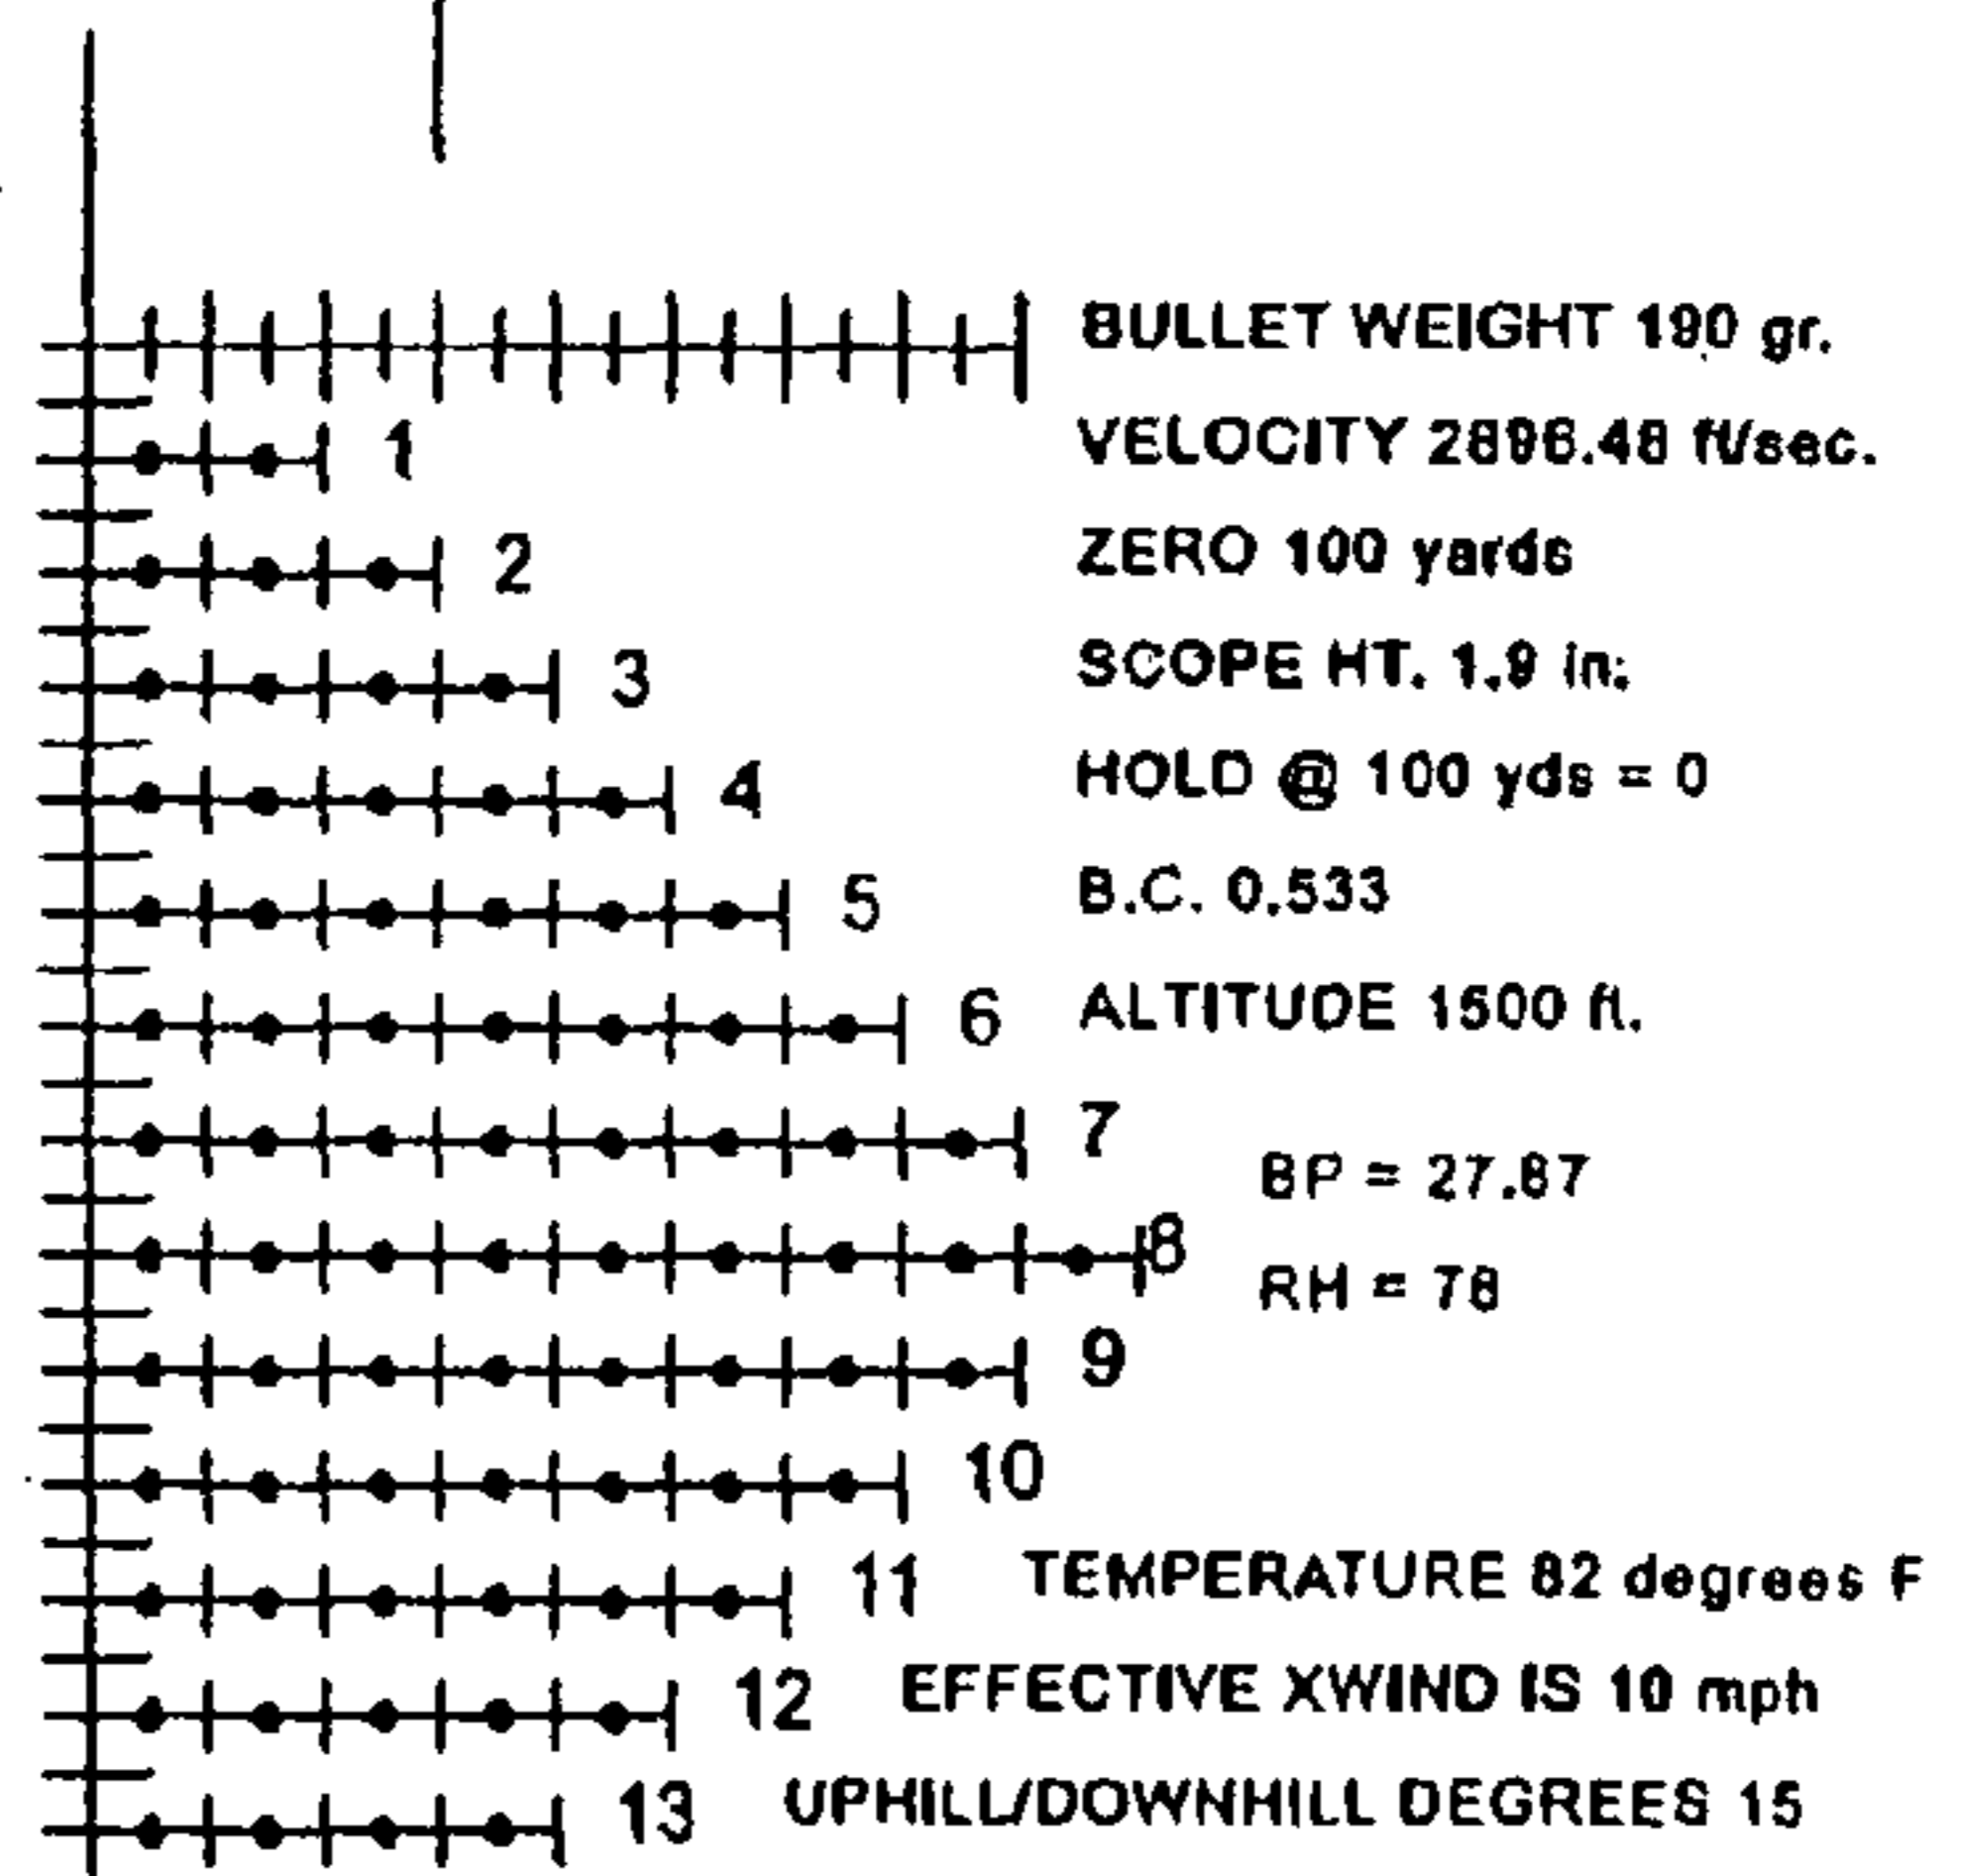 BULLET WEIGHT 190 gr.
1 VELOCITY 2896.48 ft/sec.
2 ZERO 100 yards
3 SCOPE HT. 1.9 in.
4 HOLD @ 100 yds = 0
5 B.C. 0.533
6 ALTITUDE 1500 ft.
7
BP = 27.87
8
RH = 78
9
10
11 TEMPERATURE 82 degrees F
12 EFFECTIVE XWIND IS 10 mph
13 UPHILL/DOWNHILL DEGREES 15